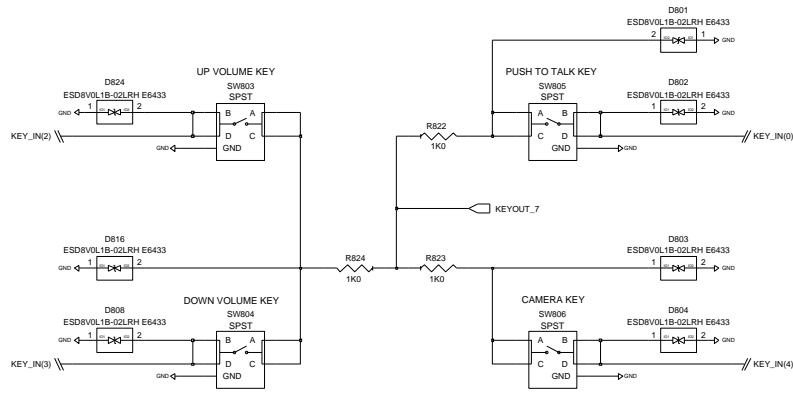 D801
ESD8V0L1B-02LRH E6433
2 1
GND
UP VOLUME KEY
SW803
SPST
PUSH TO TALK KEY
SW805
SPST
D824
ESD8V0L1B-02LRH E6433
GND 1 2
B A
D C
GND
GND
KEY_IN(2)
R822
1K0
A B
C D
GND
GND
D802
ESD8V0L1B-02LRH E6433
1 2
GND
KEY_IN(0)
KEYOUT_7
D816
ESD8V0L1B-02LRH E6433
GND 1 2
R824
1K0
R823
1K0
D803
ESD8V0L1B-02LRH E6433
1 2
GND
DOWN VOLUME KEY
SW804
SPST
CAMERA KEY
SW806
SPST
D808
ESD8V0L1B-02LRH E6433
GND 1 2
B A
D C
GND
GND
KEY_IN(3)
A B
C D
GND
GND
D804
ESD8V0L1B-02LRH E6433
1 2
GND
KEY_IN(4)